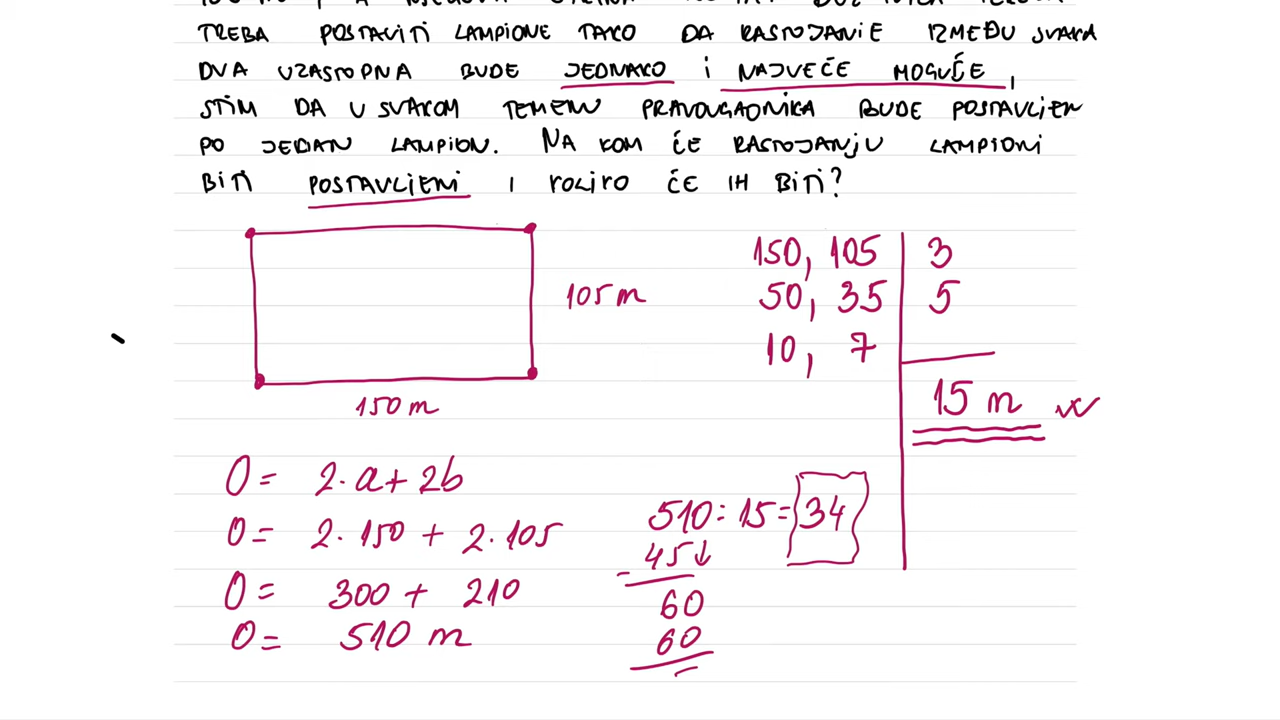 TREBA POSTAVITI LAMPIONE TAKO DA RASTOJANJE IZMEĐU SVAKA
DVA UZASTOPNA BUDE JEDNAKO I NAJVEĆE MOGUĆE,
STIM DA U SVAKOM TEMENU PRAVOUGAONIKA BUDE POSTAVLJEN
PO JEDAN LAMPION. NA KOM ĆE RASTOJANJU LAMPIONI
BITI POSTAVLJENI I KOLIKO ĆE IH BITI?
150, 105 | 3
50, 35 | 5
10, 7
15 m
105 m
150 m
O = 2·a + 2b
O = 2·150 + 2·105
O = 300 + 210
O = 510 m
510 : 15 = 34
- 45↓
60
60